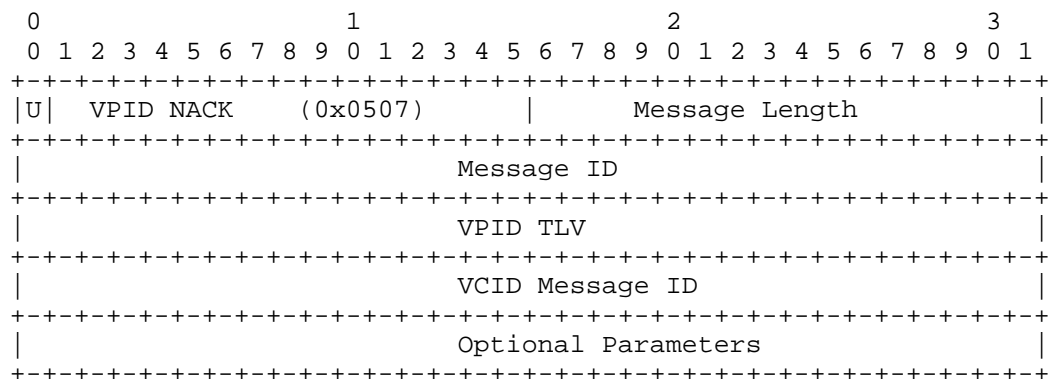 0                   1                   2                   3
 0 1 2 3 4 5 6 7 8 9 0 1 2 3 4 5 6 7 8 9 0 1 2 3 4 5 6 7 8 9 0 1
+-+-+-+-+-+-+-+-+-+-+-+-+-+-+-+-+-+-+-+-+-+-+-+-+-+-+-+-+-+-+-+-+
|U|  VPID NACK    (0x0507)      |      Message Length           |
+-+-+-+-+-+-+-+-+-+-+-+-+-+-+-+-+-+-+-+-+-+-+-+-+-+-+-+-+-+-+-+-+
|                           Message ID                          |
+-+-+-+-+-+-+-+-+-+-+-+-+-+-+-+-+-+-+-+-+-+-+-+-+-+-+-+-+-+-+-+-+
|                           VPID TLV                            |
+-+-+-+-+-+-+-+-+-+-+-+-+-+-+-+-+-+-+-+-+-+-+-+-+-+-+-+-+-+-+-+-+
|                           VCID Message ID                     |
+-+-+-+-+-+-+-+-+-+-+-+-+-+-+-+-+-+-+-+-+-+-+-+-+-+-+-+-+-+-+-+-+
|                           Optional Parameters                 |
+-+-+-+-+-+-+-+-+-+-+-+-+-+-+-+-+-+-+-+-+-+-+-+-+-+-+-+-+-+-+-+-+